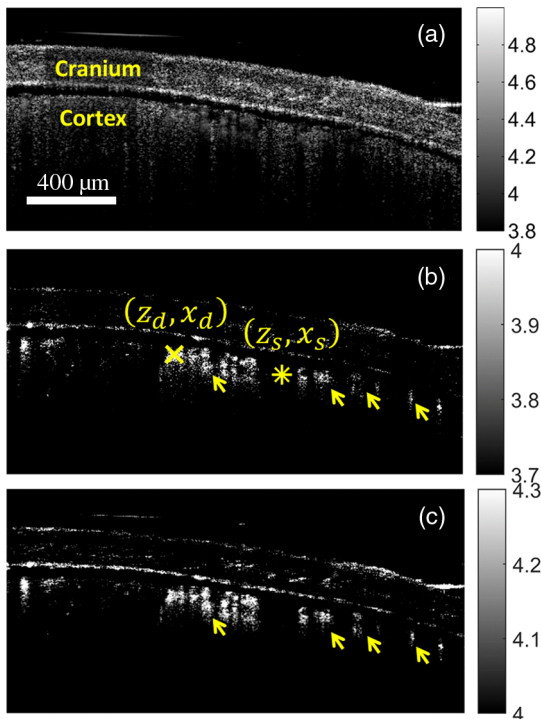 (a)
Cranium
Cortex
400 µm
4.8
4.6
4.4
4.2
4
3.8
(b)
(z_d, x_d)
(z_s, x_s)
4
3.9
3.8
3.7
(c)
4.3
4.2
4.1
4